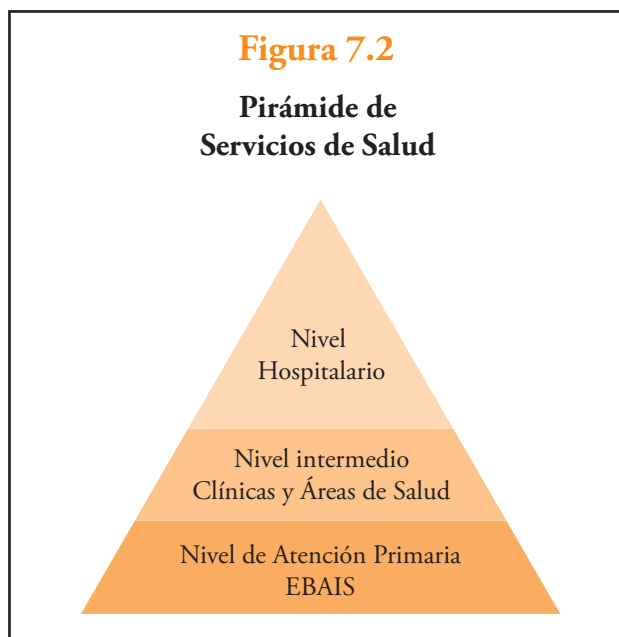 Figura 7.2
Pirámide de
Servicios de Salud
Nivel
Hospitalario
Nivel intermedio
Clínicas y Áreas de Salud
Nivel de Atención Primaria
EBAIS